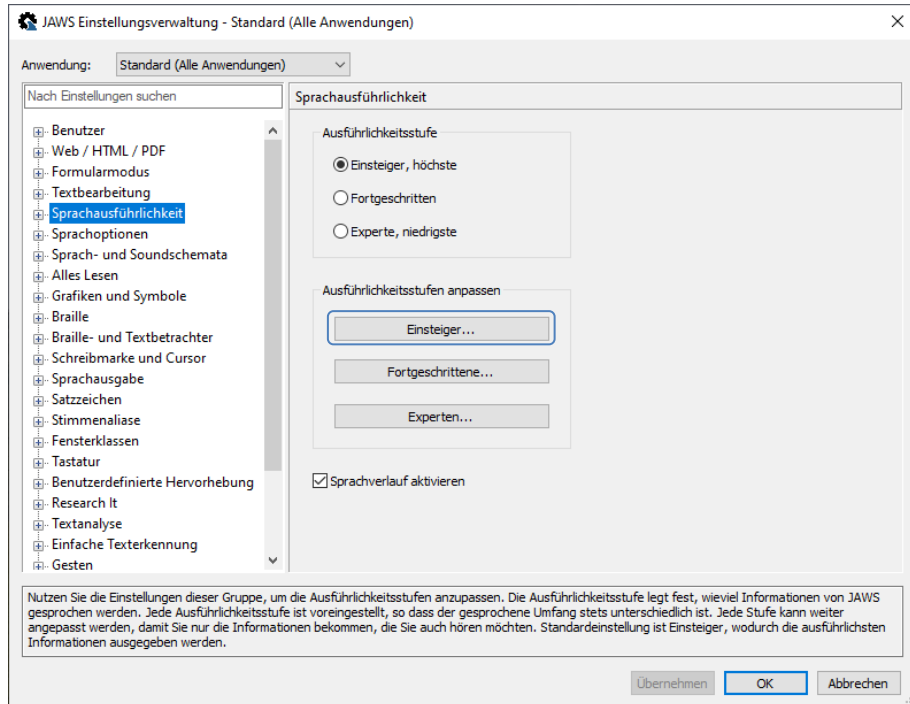 JAWS Einstellungsverwaltung - Standard (Alle Anwendungen)
Anwendung: Standard (Alle Anwendungen)
Nach Einstellungen suchen
Benutzer
Web / HTML / PDF
Formularmodus
Textbearbeitung
Sprachausführlichkeit
Sprachoptionen
Sprach- und Soundschemata
Alles Lesen
Grafiken und Symbole
Braille
Braille- und Textbetrachter
Schreibmarke und Cursor
Sprachausgabe
Satzzeichen
Stimmenaliase
Fensterklassen
Tastatur
Benutzerdefinierte Hervorhebung
Research It
Textanalyse
Einfache Texterkennung
Gesten
Sprachausführlichkeit
Ausführlichkeitsstufe
Einsteiger, höchste
Fortgeschritten
Experte, niedrigste
Ausführlichkeitsstufen anpassen
Einsteiger...
Fortgeschrittene...
Experten...
Sprachverlauf aktivieren
Nutzen Sie die Einstellungen dieser Gruppe, um die Ausführlichkeitsstufen anzupassen. Die Ausführlichkeitsstufe legt fest, wieviel Informationen von JAWS
gesprochen werden. Jede Ausführlichkeitsstufe ist voreingestellt, so dass der gesprochene Umfang stets unterschiedlich ist. Jede Stufe kann weiter
angepasst werden, damit Sie nur die Informationen bekommen, die Sie auch hören möchten. Standardeinstellung ist Einsteiger, wodurch die ausführlichsten
Informationen ausgegeben werden.
Übernehmen OK Abbrechen